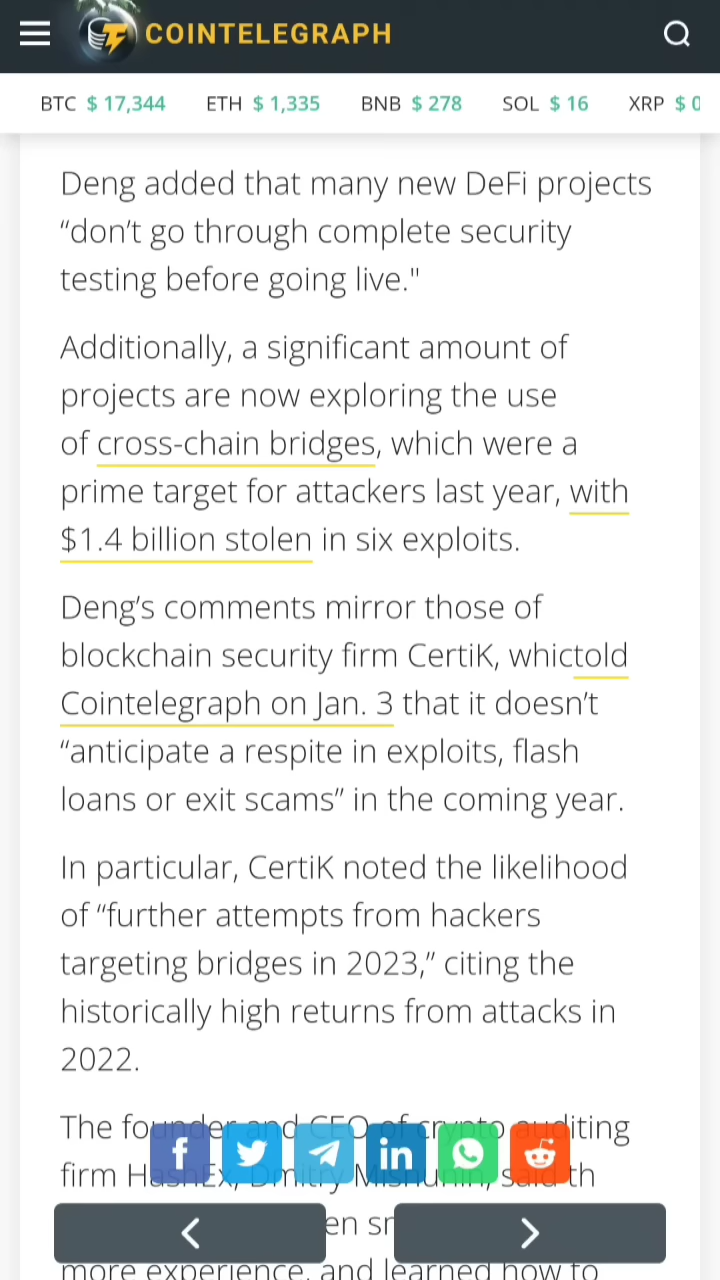 COINTELEGRAPH
BTC $ 17,344 ETH $ 1,335 BNB $ 278 SOL $ 16 XRP $ 0
Deng added that many new DeFi projects
“don’t go through complete security
testing before going live."
Additionally, a significant amount of
projects are now exploring the use
of cross-chain bridges, which were a
prime target for attackers last year, with
$1.4 billion stolen in six exploits.
Deng’s comments mirror those of
blockchain security firm CertiK, whictold
Cointelegraph on Jan. 3 that it doesn’t
“anticipate a respite in exploits, flash
loans or exit scams” in the coming year.
In particular, CertiK noted the likelihood
of “further attempts from hackers
targeting bridges in 2023,” citing the
historically high returns from attacks in
2022.
The founder and CEO of crypto auditing
firm HashEx, Dmitry Mishunin, said th
en
more experience, and learned how to